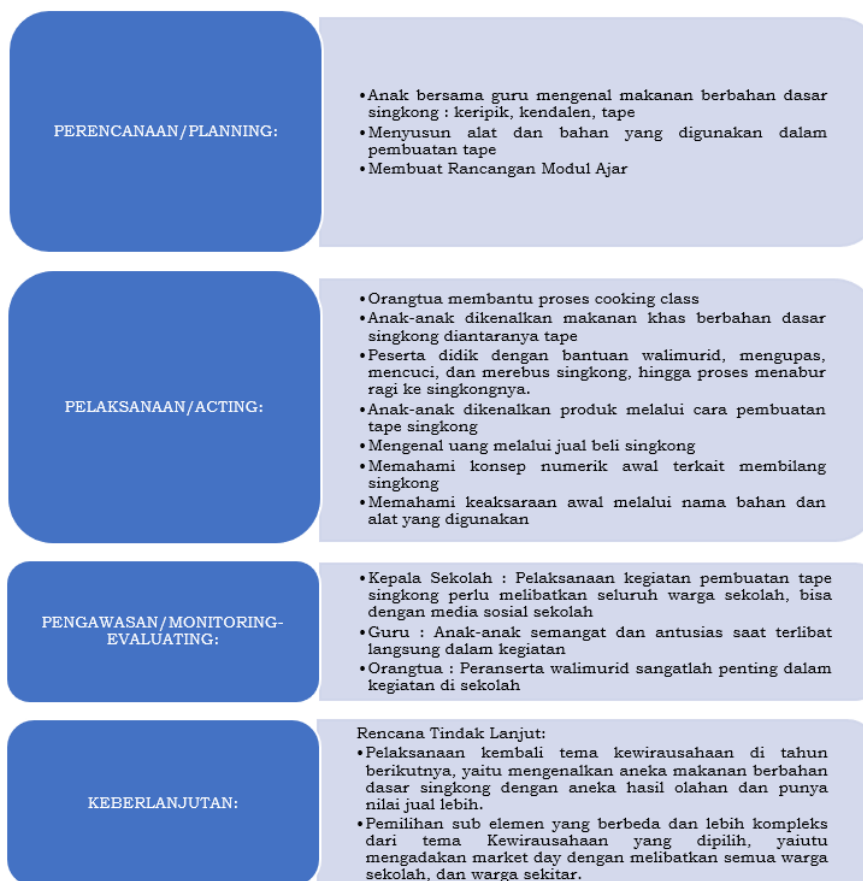 PERENCANAAN/PLANNING:
•Anak bersama guru mengenal makanan berbahan dasar
singkong : keripik, kendalen, tape
•Menyusun alat dan bahan yang digunakan dalam
pembuatan tape
•Membuat Rancangan Modul Ajar
PELAKSANAAN/ACTING:
•Orangtua membantu proses cooking class
•Anak-anak dikenalkan makanan khas berbahan dasar
singkong diantaranya tape
•Peserta didik dengan bantuan walimurid, mengupas,
mencuci, dan merebus singkong, hingga proses menabur
ragi ke singkongnya.
•Anak-anak dikenalkan produk melalui cara pembuatan
tape singkong
•Mengenal uang melalui jual beli singkong
•Memahami konsep numerik awal terkait membilang
singkong
•Memahami keaksaraan awal melalui nama bahan dan
alat yang digunakan
PENGAWASAN/MONITORING-
EVALUATING:
•Kepala Sekolah : Pelaksanaan kegiatan pembuatan tape
singkong perlu melibatkan seluruh warga sekolah, bisa
dengan media sosial sekolah
•Guru : Anak-anak semangat dan antusias saat terlibat
langsung dalam kegiatan
•Orangtua : Peranserta walimurid sangatlah penting dalam
kegiatan di sekolah
KEBERLANJUTAN:
Rencana Tindak Lanjut:
•Pelaksanaan kembali tema kewirausahaan di tahun
berikutnya, yaitu mengenalkan aneka makanan berbahan
dasar singkong dengan aneka hasil olahan dan punya
nilai jual lebih.
•Pemilihan sub elemen yang berbeda dan lebih kompleks
dari tema Kewirausahaan yang dipilih, yaiutu
mengadakan market day dengan melibatkan semua warga
sekolah, dan warga sekitar.